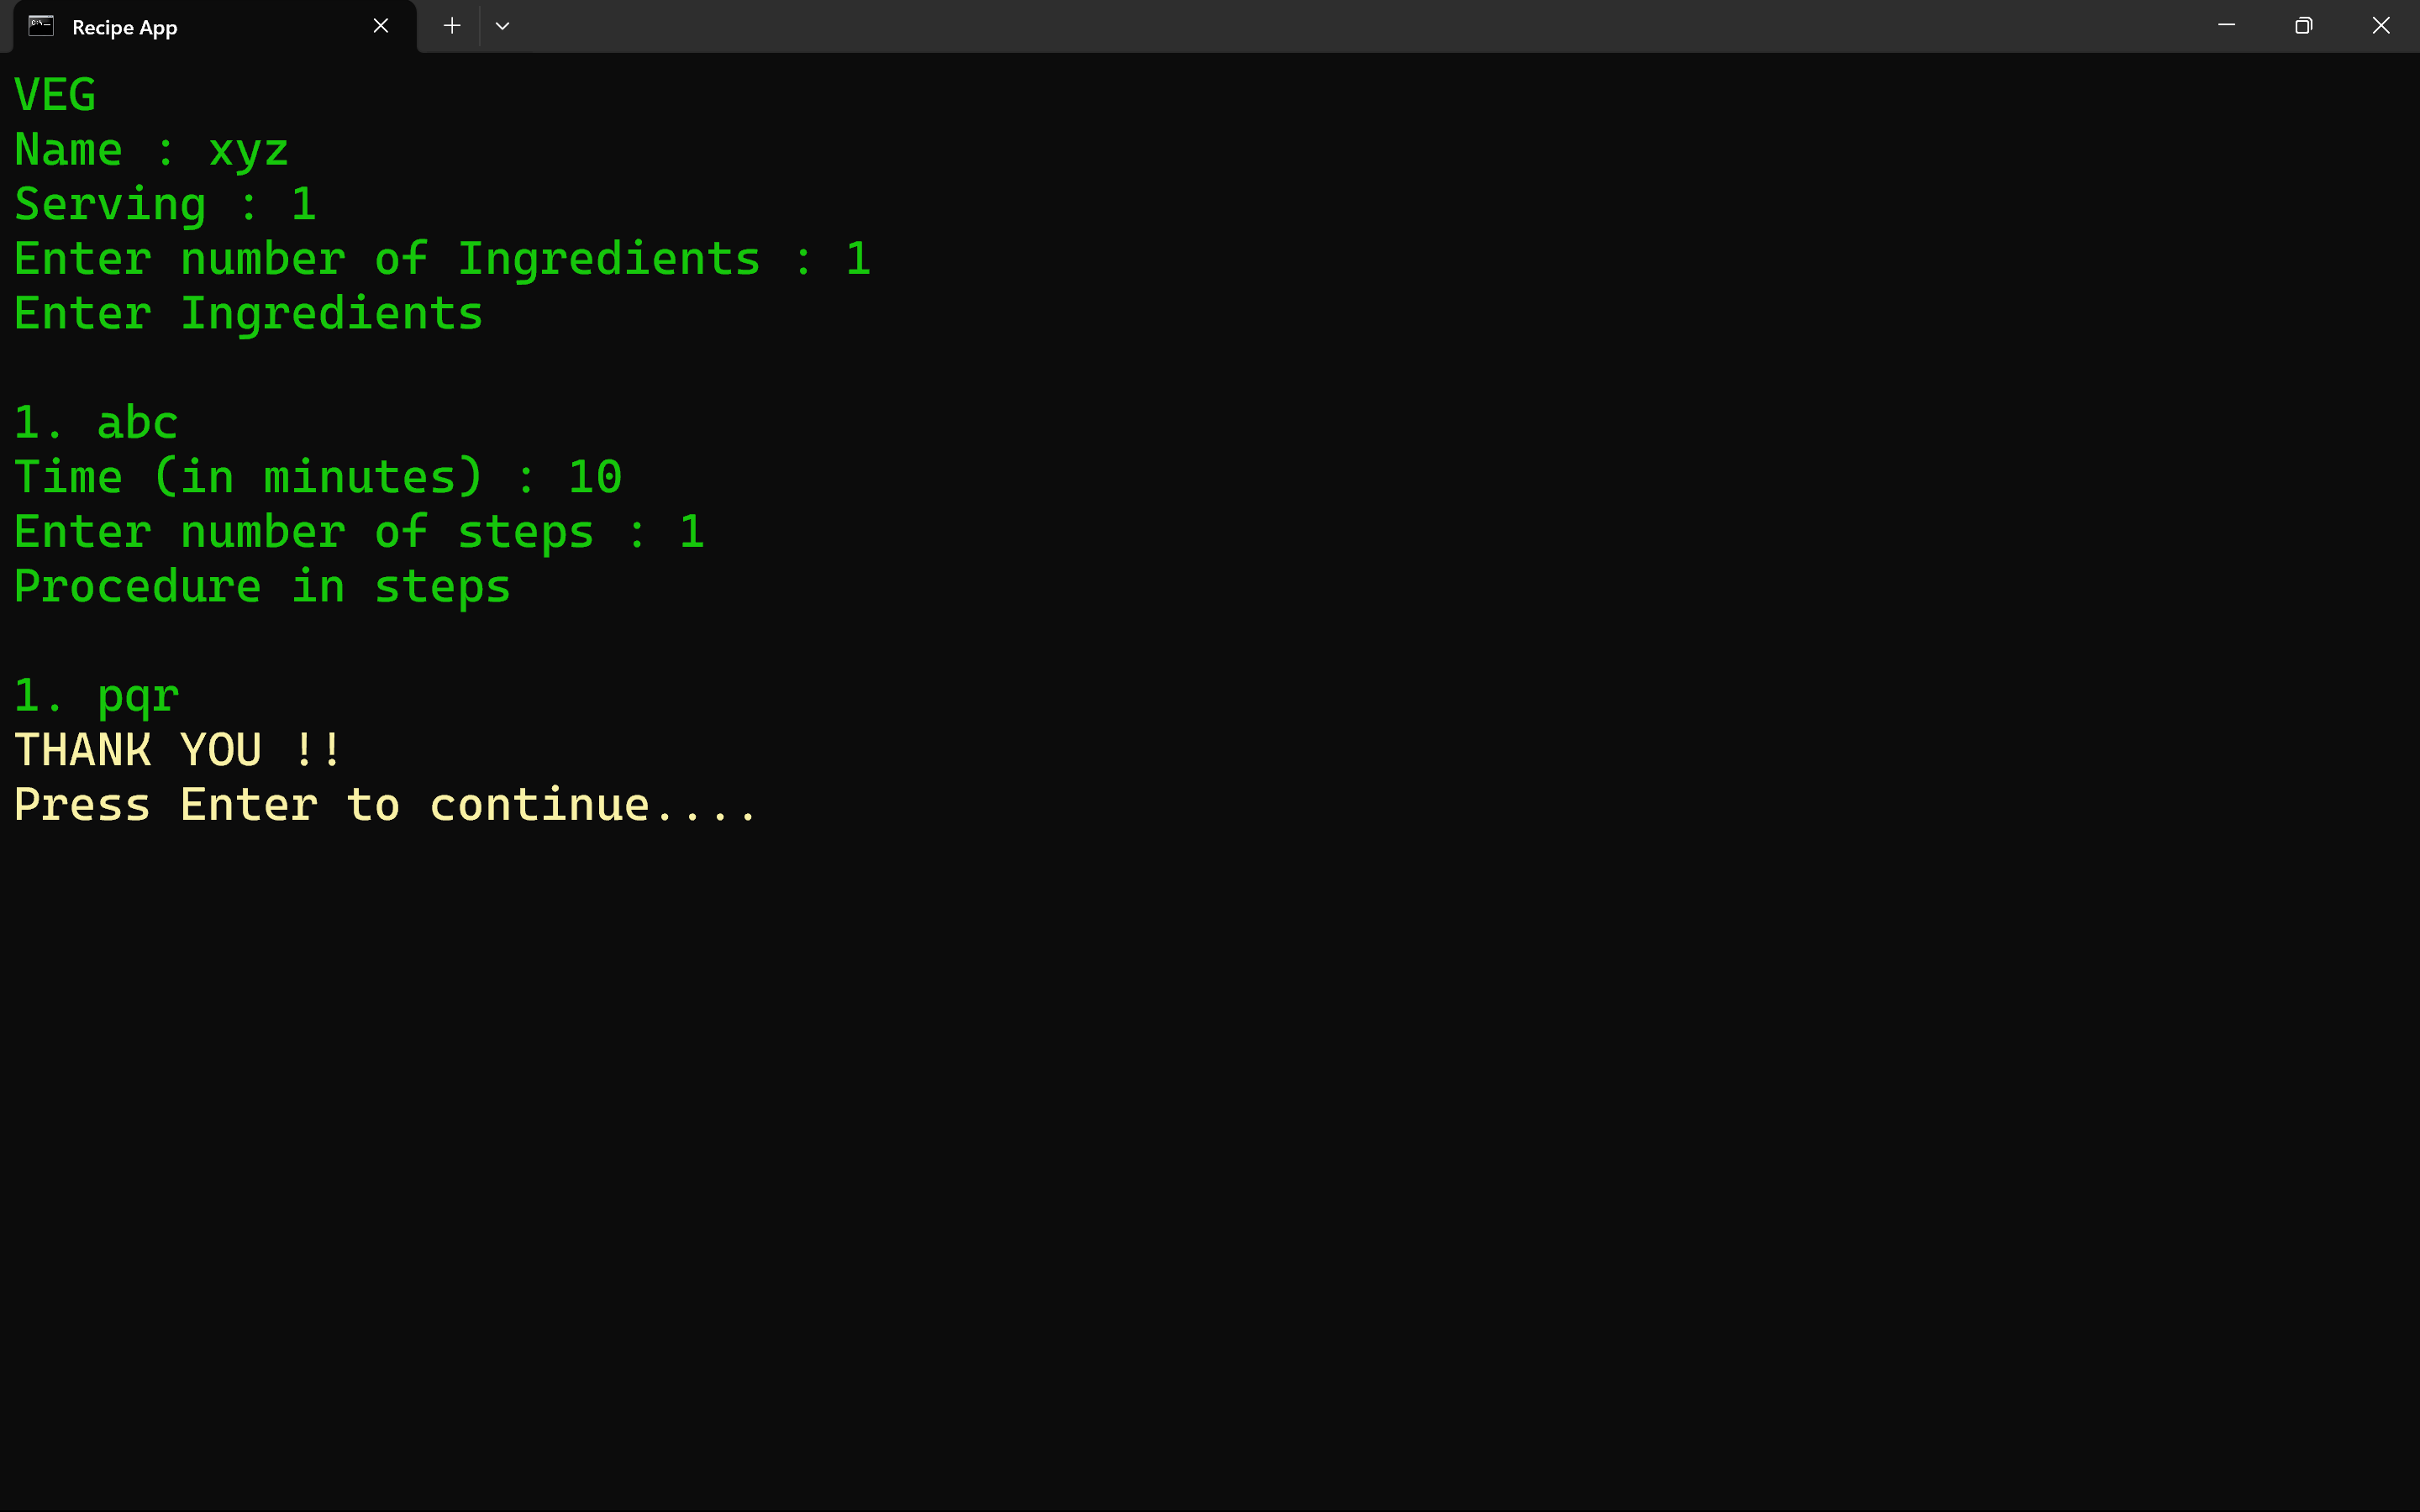 Recipe App
VEG
Name : xyz
Serving : 1
Enter number of Ingredients : 1
Enter Ingredients
1. abc
Time (in minutes) : 10
Enter number of steps : 1
Procedure in steps
1. pqr
THANK YOU !!
Press Enter to continue....